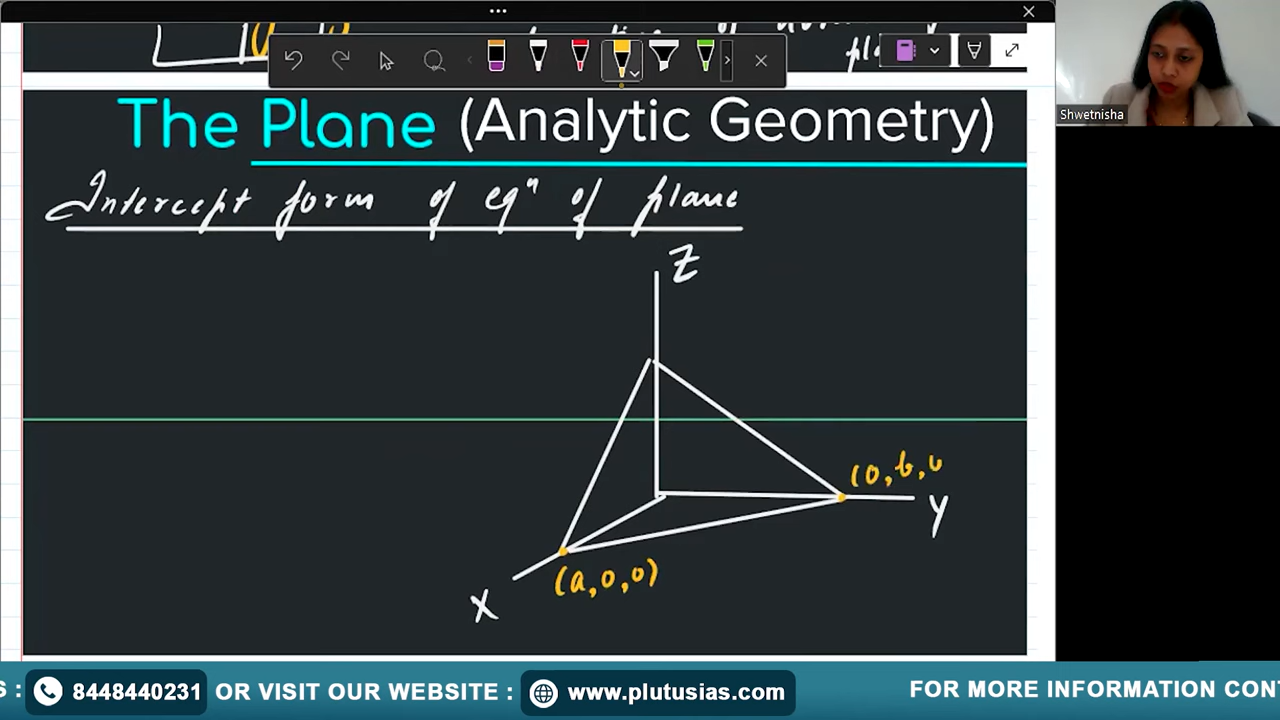 Shwetnisha
The Plane (Analytic Geometry)
Intercept form of eqⁿ of plane
Z
(0, b, 0
Y
(a, 0, 0)
X
S : 8448440231 OR VISIT OUR WEBSITE : www.plutusias.com FOR MORE INFORMATION CONT